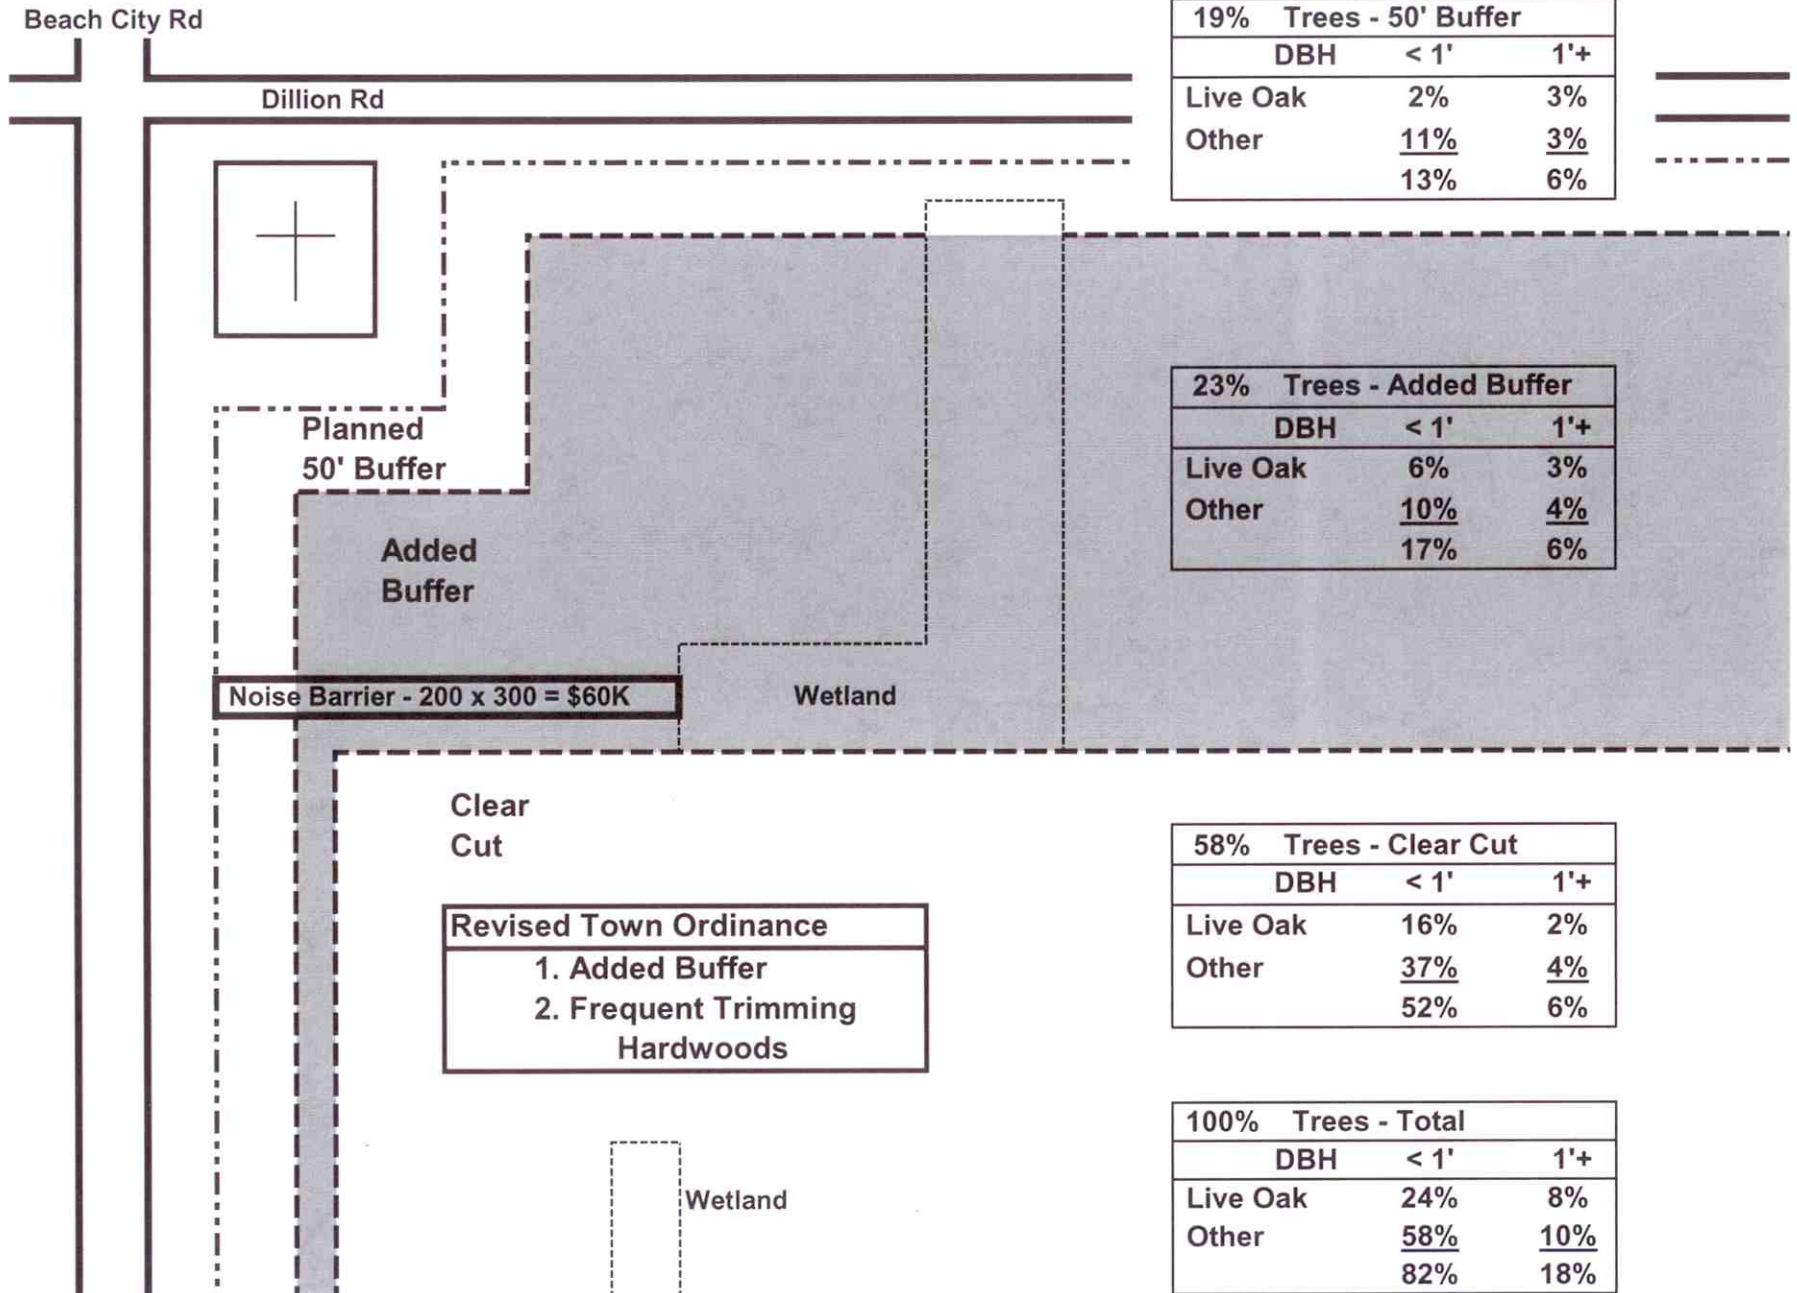 Beach City Rd
Dillion Rd
19% Trees - 50' Buffer
DBH < 1' 1'+
Live Oak 2% 3%
Other 11% 3%
13% 6%
Planned
50' Buffer
Added
Buffer
23% Trees - Added Buffer
DBH < 1' 1'+
Live Oak 6% 3%
Other 10% 4%
17% 6%
Noise Barrier - 200 x 300 = $60K
Wetland
Clear
Cut
58% Trees - Clear Cut
DBH < 1' 1'+
Live Oak 16% 2%
Other 37% 4%
52% 6%
Revised Town Ordinance
1. Added Buffer
2. Frequent Trimming
Hardwoods
Wetland
100% Trees - Total
DBH < 1' 1'+
Live Oak 24% 8%
Other 58% 10%
82% 18%